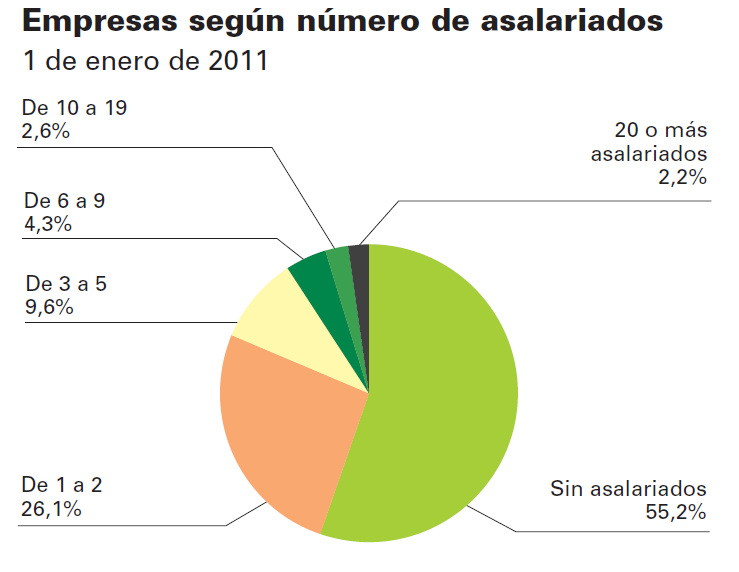 Empresas según número de asalariados
1 de enero de 2011
De 10 a 19
2,6%
20 o más
asalariados
2,2%
De 6 a 9
4,3%
De 3 a 5
9,6%
De 1 a 2
26,1%
Sin asalariados
55,2%